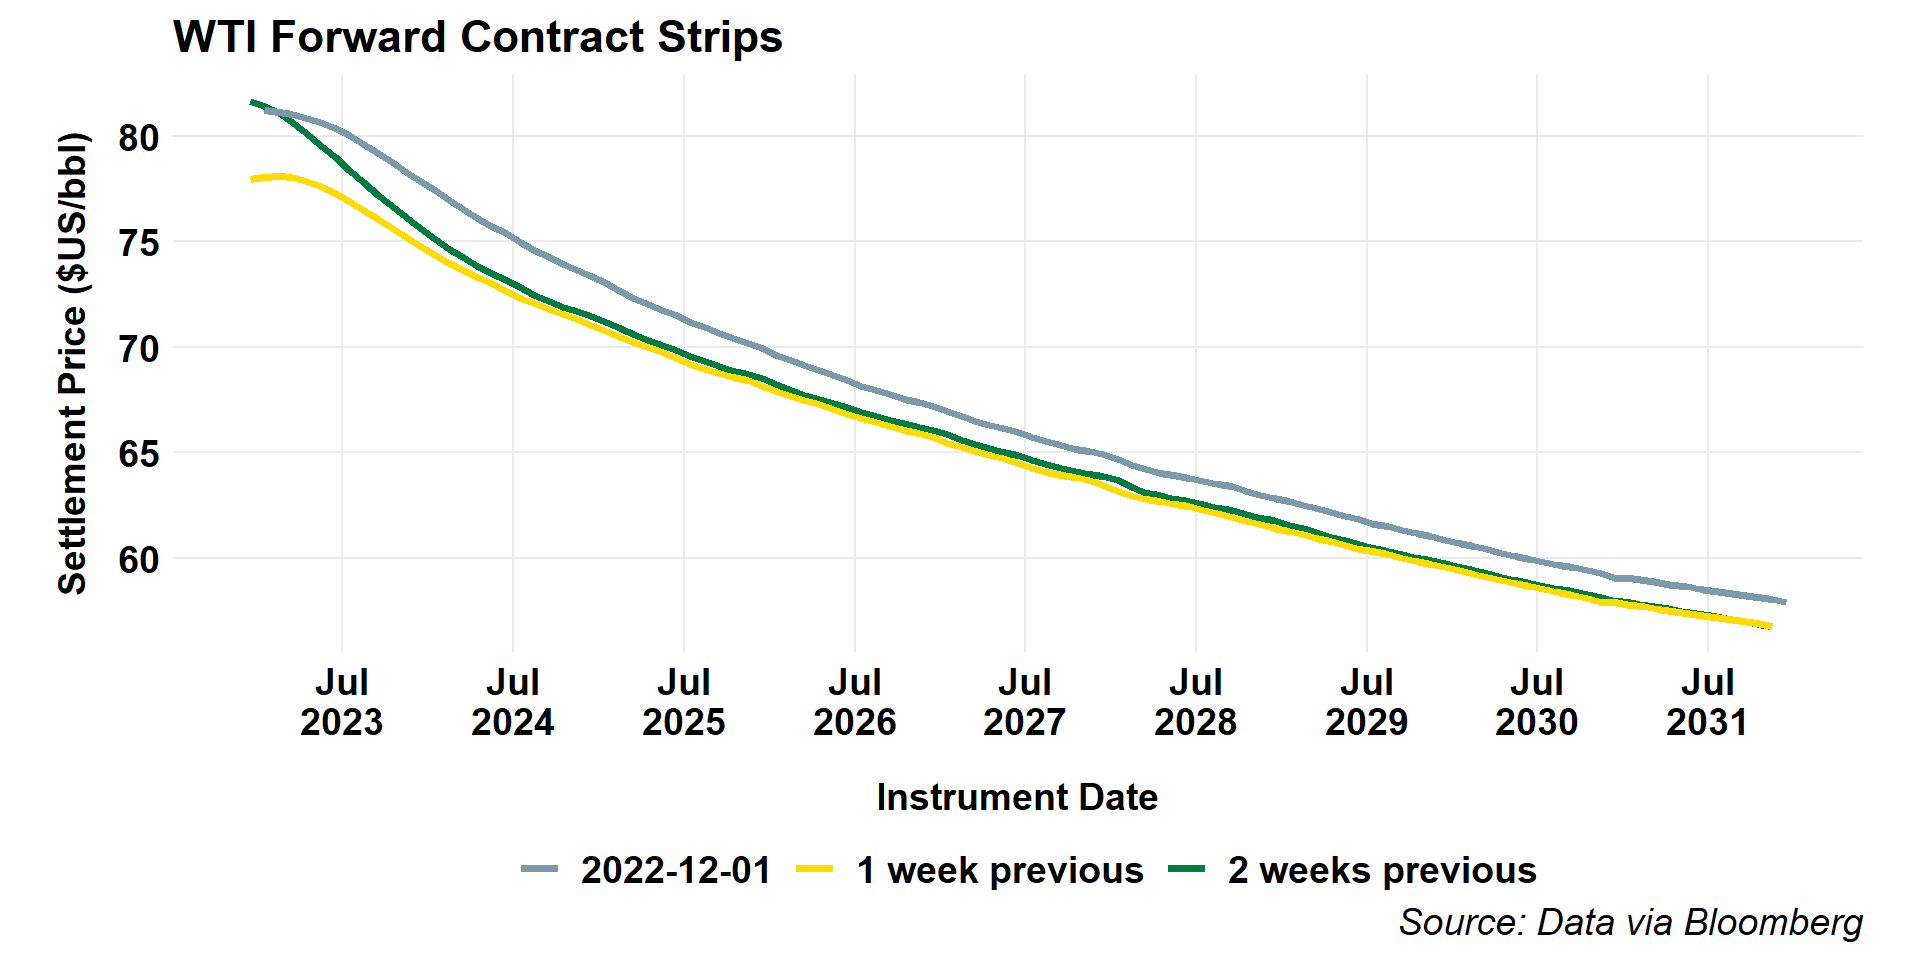 WTI Forward Contract Strips
Settlement Price ($US/bbl)
80
75
70
65
60
Jul Jul Jul Jul Jul Jul Jul Jul Jul
2023 2024 2025 2026 2027 2028 2029 2030 2031
Instrument Date
2022-12-01 1 week previous 2 weeks previous
Source: Data via Bloomberg